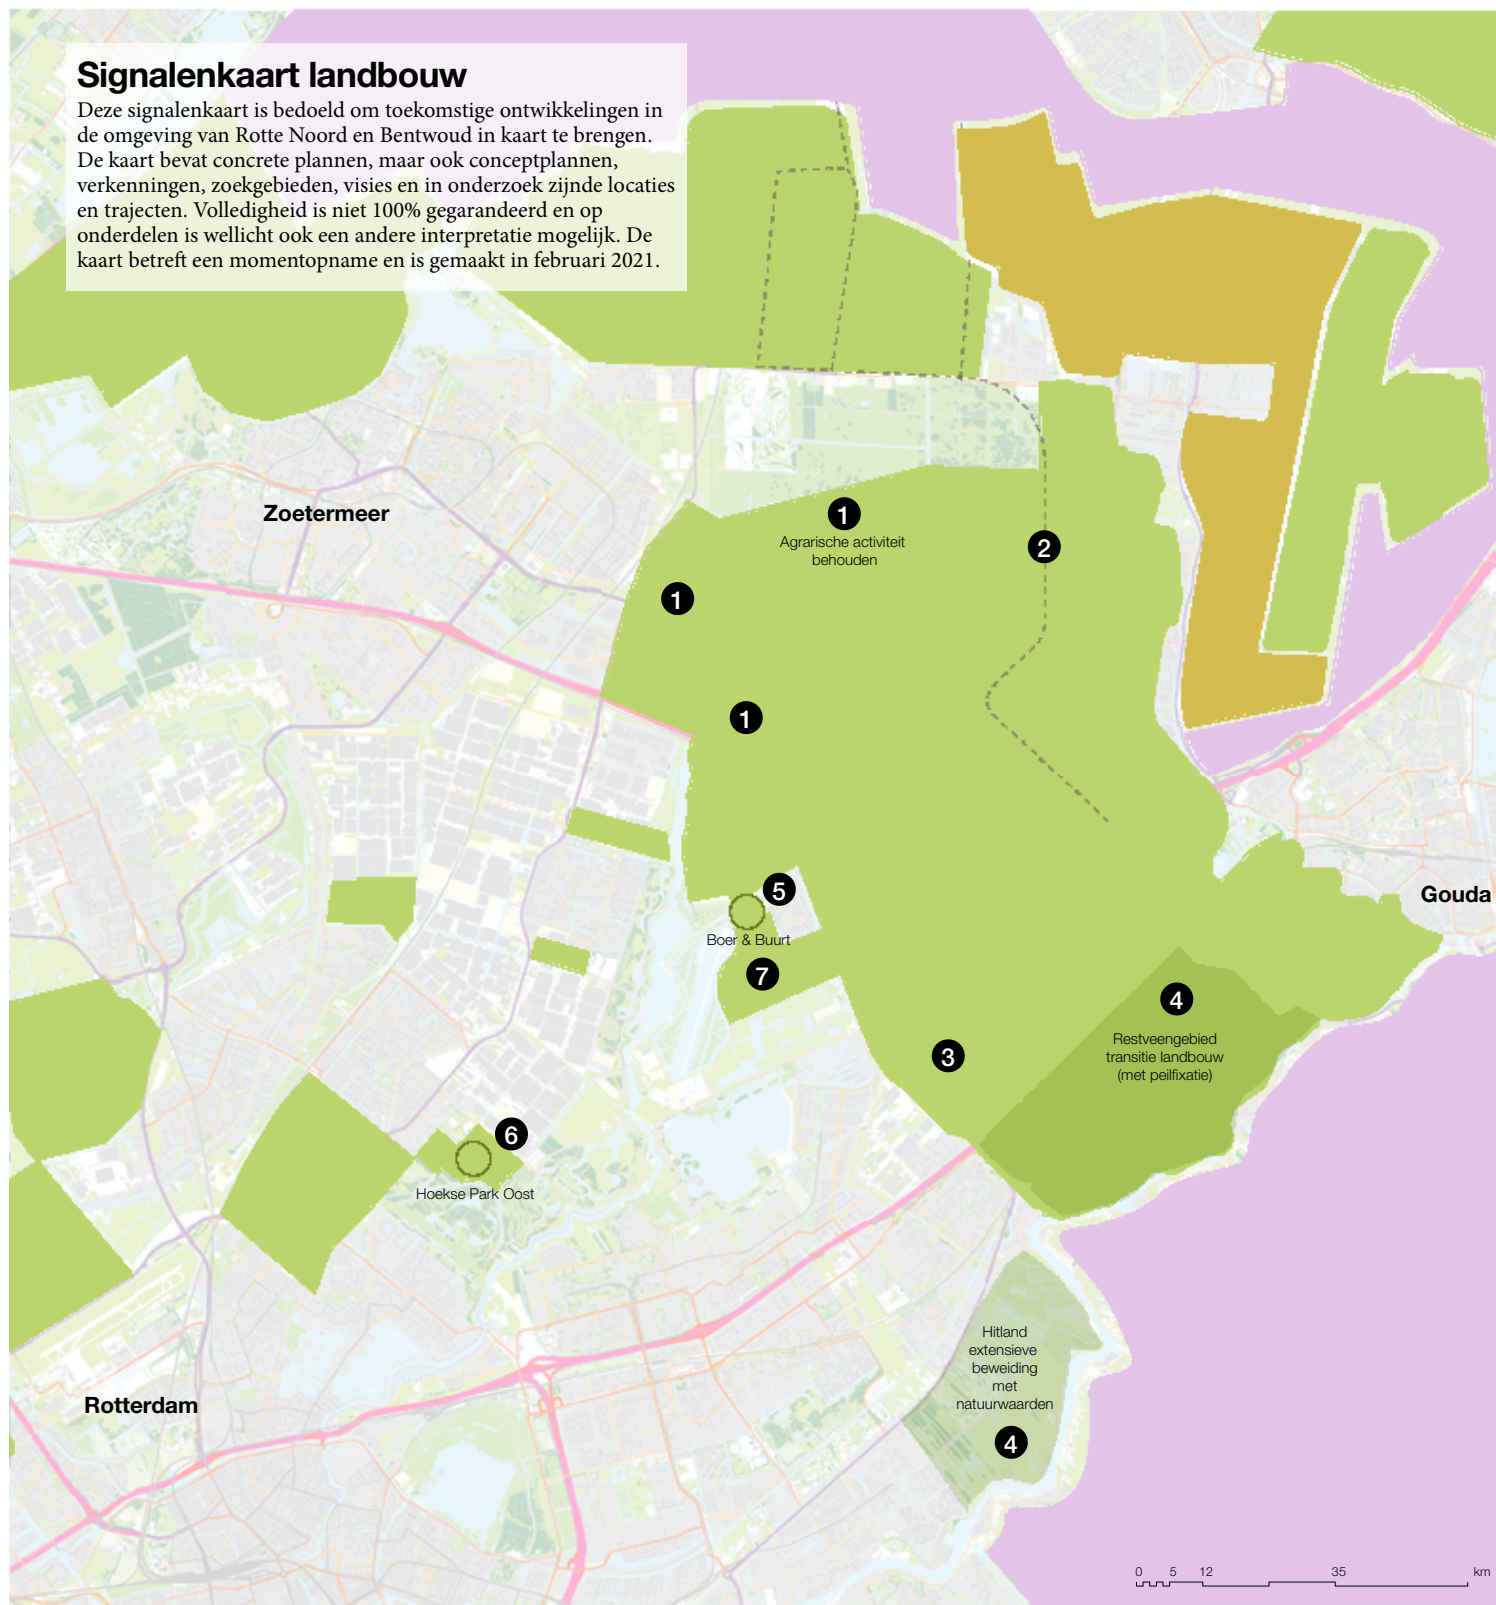 Signalenkaart landbouw
Deze signalenkaart is bedoeld om toekomstige ontwikkelingen in
de omgeving van Rotte Noord en Bentwoud in kaart te brengen.
De kaart bevat concrete plannen, maar ook conceptplannen,
verkenningen, zoekgebieden, visies en in onderzoek zijnde locaties
en trajecten. Volledigheid is niet 100% gegarandeerd en op
onderdelen is wellicht ook een andere interpretatie mogelijk. De
kaart betreft een momentopname en is gemaakt in februari 2021.
Zoetermeer
1
Agrarische activiteit
behouden
2
1
1
5
Boer & Buurt
7
Gouda
4
Restveengebied
transitie landbouw
(met peilfixatie)
3
6
Hoekse Park Oost
Hitland
extensieve
beweiding
met
natuurwaarden
4
Rotterdam
0 5 12 35 km